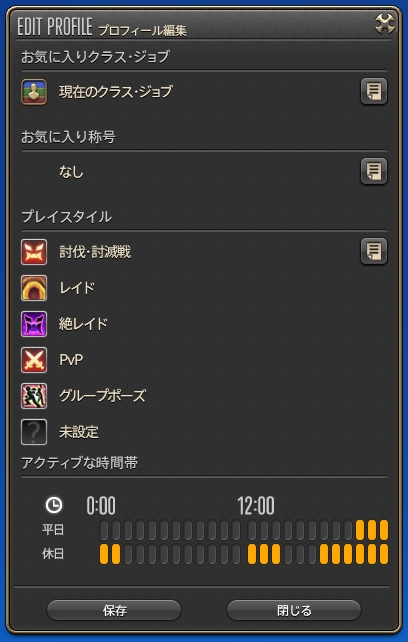 EDIT PROFILE プロフィール編集
お気に入りクラス・ジョブ
現在のクラス・ジョブ
お気に入り称号
なし
プレイスタイル
討伐・討滅戦
レイド
絶レイド
PvP
グループポーズ
?
未設定
アクティブな時間帯
0:00 12:00
平日
休日
保存 閉じる